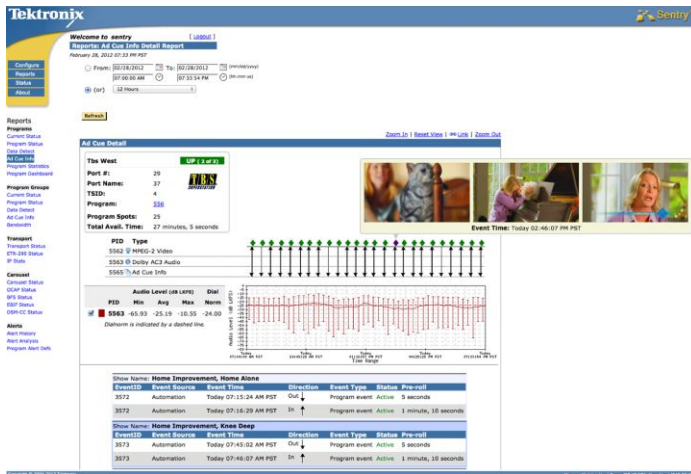 Tektronix
Sentry
Welcome to sentry [ Logout ]
Reports: Ad Cue Info Detail Report
February 28, 2012 07:33 PM PST
From: 02/28/2012 To: 02/28/2012 (mm/dd/yyyy)
07:00:00 AM 07:33:54 PM (hh:mm:ss)
(or) 12 Hours
Refresh
Configure
Reports
Status
About
Reports
Programs
Current Status
Program Status
Data Detect
Ad Cue Info
Program Statistics
Program Dashboard
Program Groups
Current Status
Program Status
Data Detect
Ad Cue Info
Bandwidth
Transport
Transport Status
ETR-290 Status
IP Stats
Carousel
Carousel Status
OCAP Status
BFS Status
EBIF Status
DSM-CC Status
Alerts
Alert History
Alert Analysis
Program Alert Defs
Zoom In | Reset View | Link | Zoom Out
Ad Cue Detail
Tbs West UP ( 2 of 2)
Port #: 29
Port Name: 37
TSID: 4
Program: 556
Program Spots: 25
Total Avail. Time: 27 minutes, 5 seconds
TBS
SUPERSTATION
Event Time: Today 02:46:07 PM PST
PID Type
5562 MPEG-2 Video
5563 Dolby AC3 Audio
5565 Ad Cue Info
Audio Level (dB LKFS) Dial
PID Min Avg Max Norm
5563 -65.93 -25.19 -10.55 -24.00
Dialnorm is indicated by a dashed line.
Audio Level (dB LKFS)
Time Range
Show Name: Home Improvement, Home Alone
EventID Event Source Event Time Direction Event Type Status Pre-roll
3572 Automation Today 07:15:24 AM PST Out Program event Active 5 seconds
3572 Automation Today 07:16:29 AM PST In Program event Active 1 minute, 10 seconds
Show Name: Home Improvement, Knee Deep
EventID Event Source Event Time Direction Event Type Status Pre-roll
3573 Automation Today 07:45:02 AM PST Out Program event Active 5 seconds
3573 Automation Today 07:46:07 AM PST In Program event Active 1 minute, 10 seconds